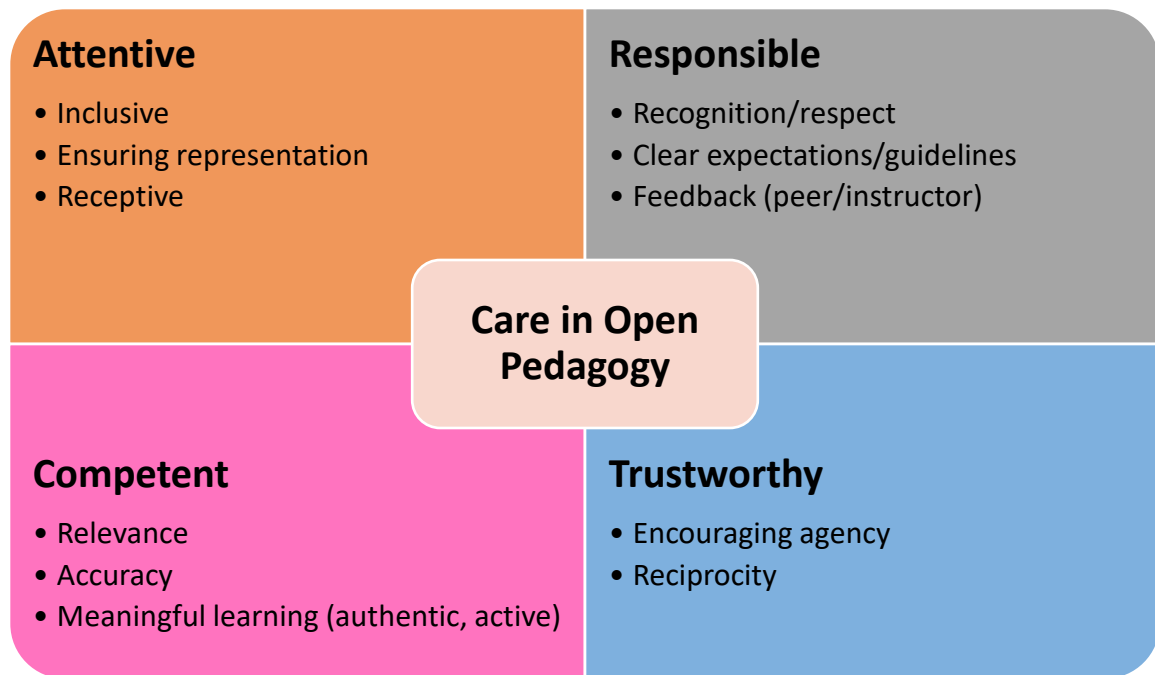 Attentive
• Inclusive
• Ensuring representation
• Receptive
Responsible
• Recognition/respect
• Clear expectations/guidelines
• Feedback (peer/instructor)
Care in Open
Pedagogy
Competent
• Relevance
• Accuracy
• Meaningful learning (authentic, active)
Trustworthy
• Encouraging agency
• Reciprocity